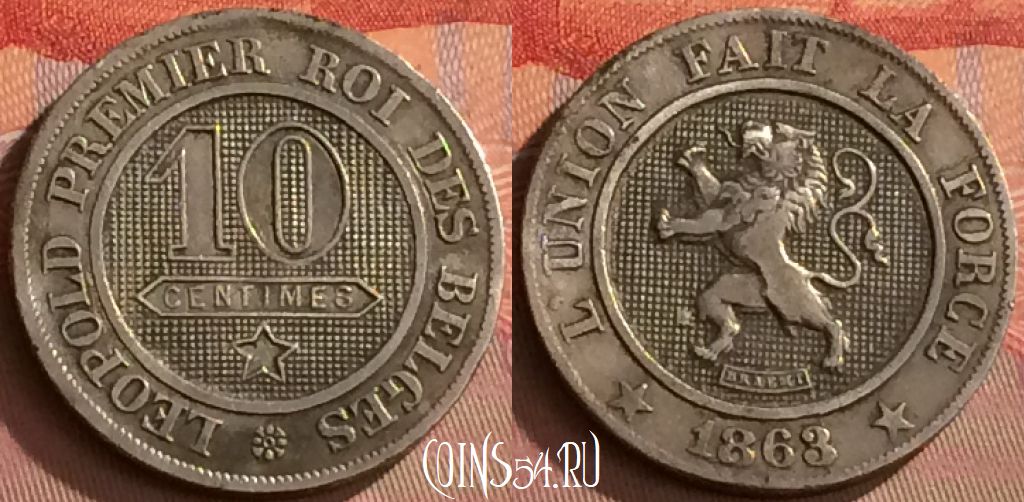 LEOPOLD PREMIER ROI DES BELGES
10
CENTIMES
L'UNION FAIT LA FORCE
1863
COINS54.RU